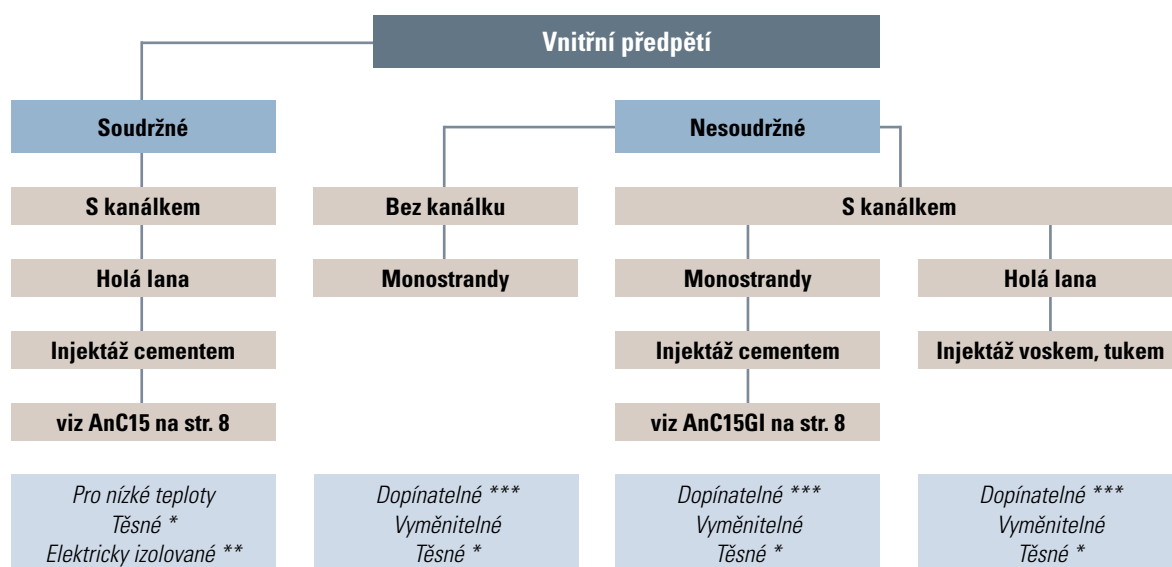 Vnitřní předpětí
Soudržné
Nesoudržné
S kanálkem
Bez kanálku
S kanálkem
Holá lana
Monostrandy
Monostrandy
Holá lana
Injektáž cementem
Injektáž cementem
Injektáž voskem, tukem
viz AnC15 na str. 8
viz AnC15GI na str. 8
Pro nízké teploty
Těsné *
Elektricky izolované **
Dopínatelné ***
Vyměnitelné
Těsné *
Dopínatelné ***
Vyměnitelné
Těsné *
Dopínatelné ***
Vyměnitelné
Těsné *